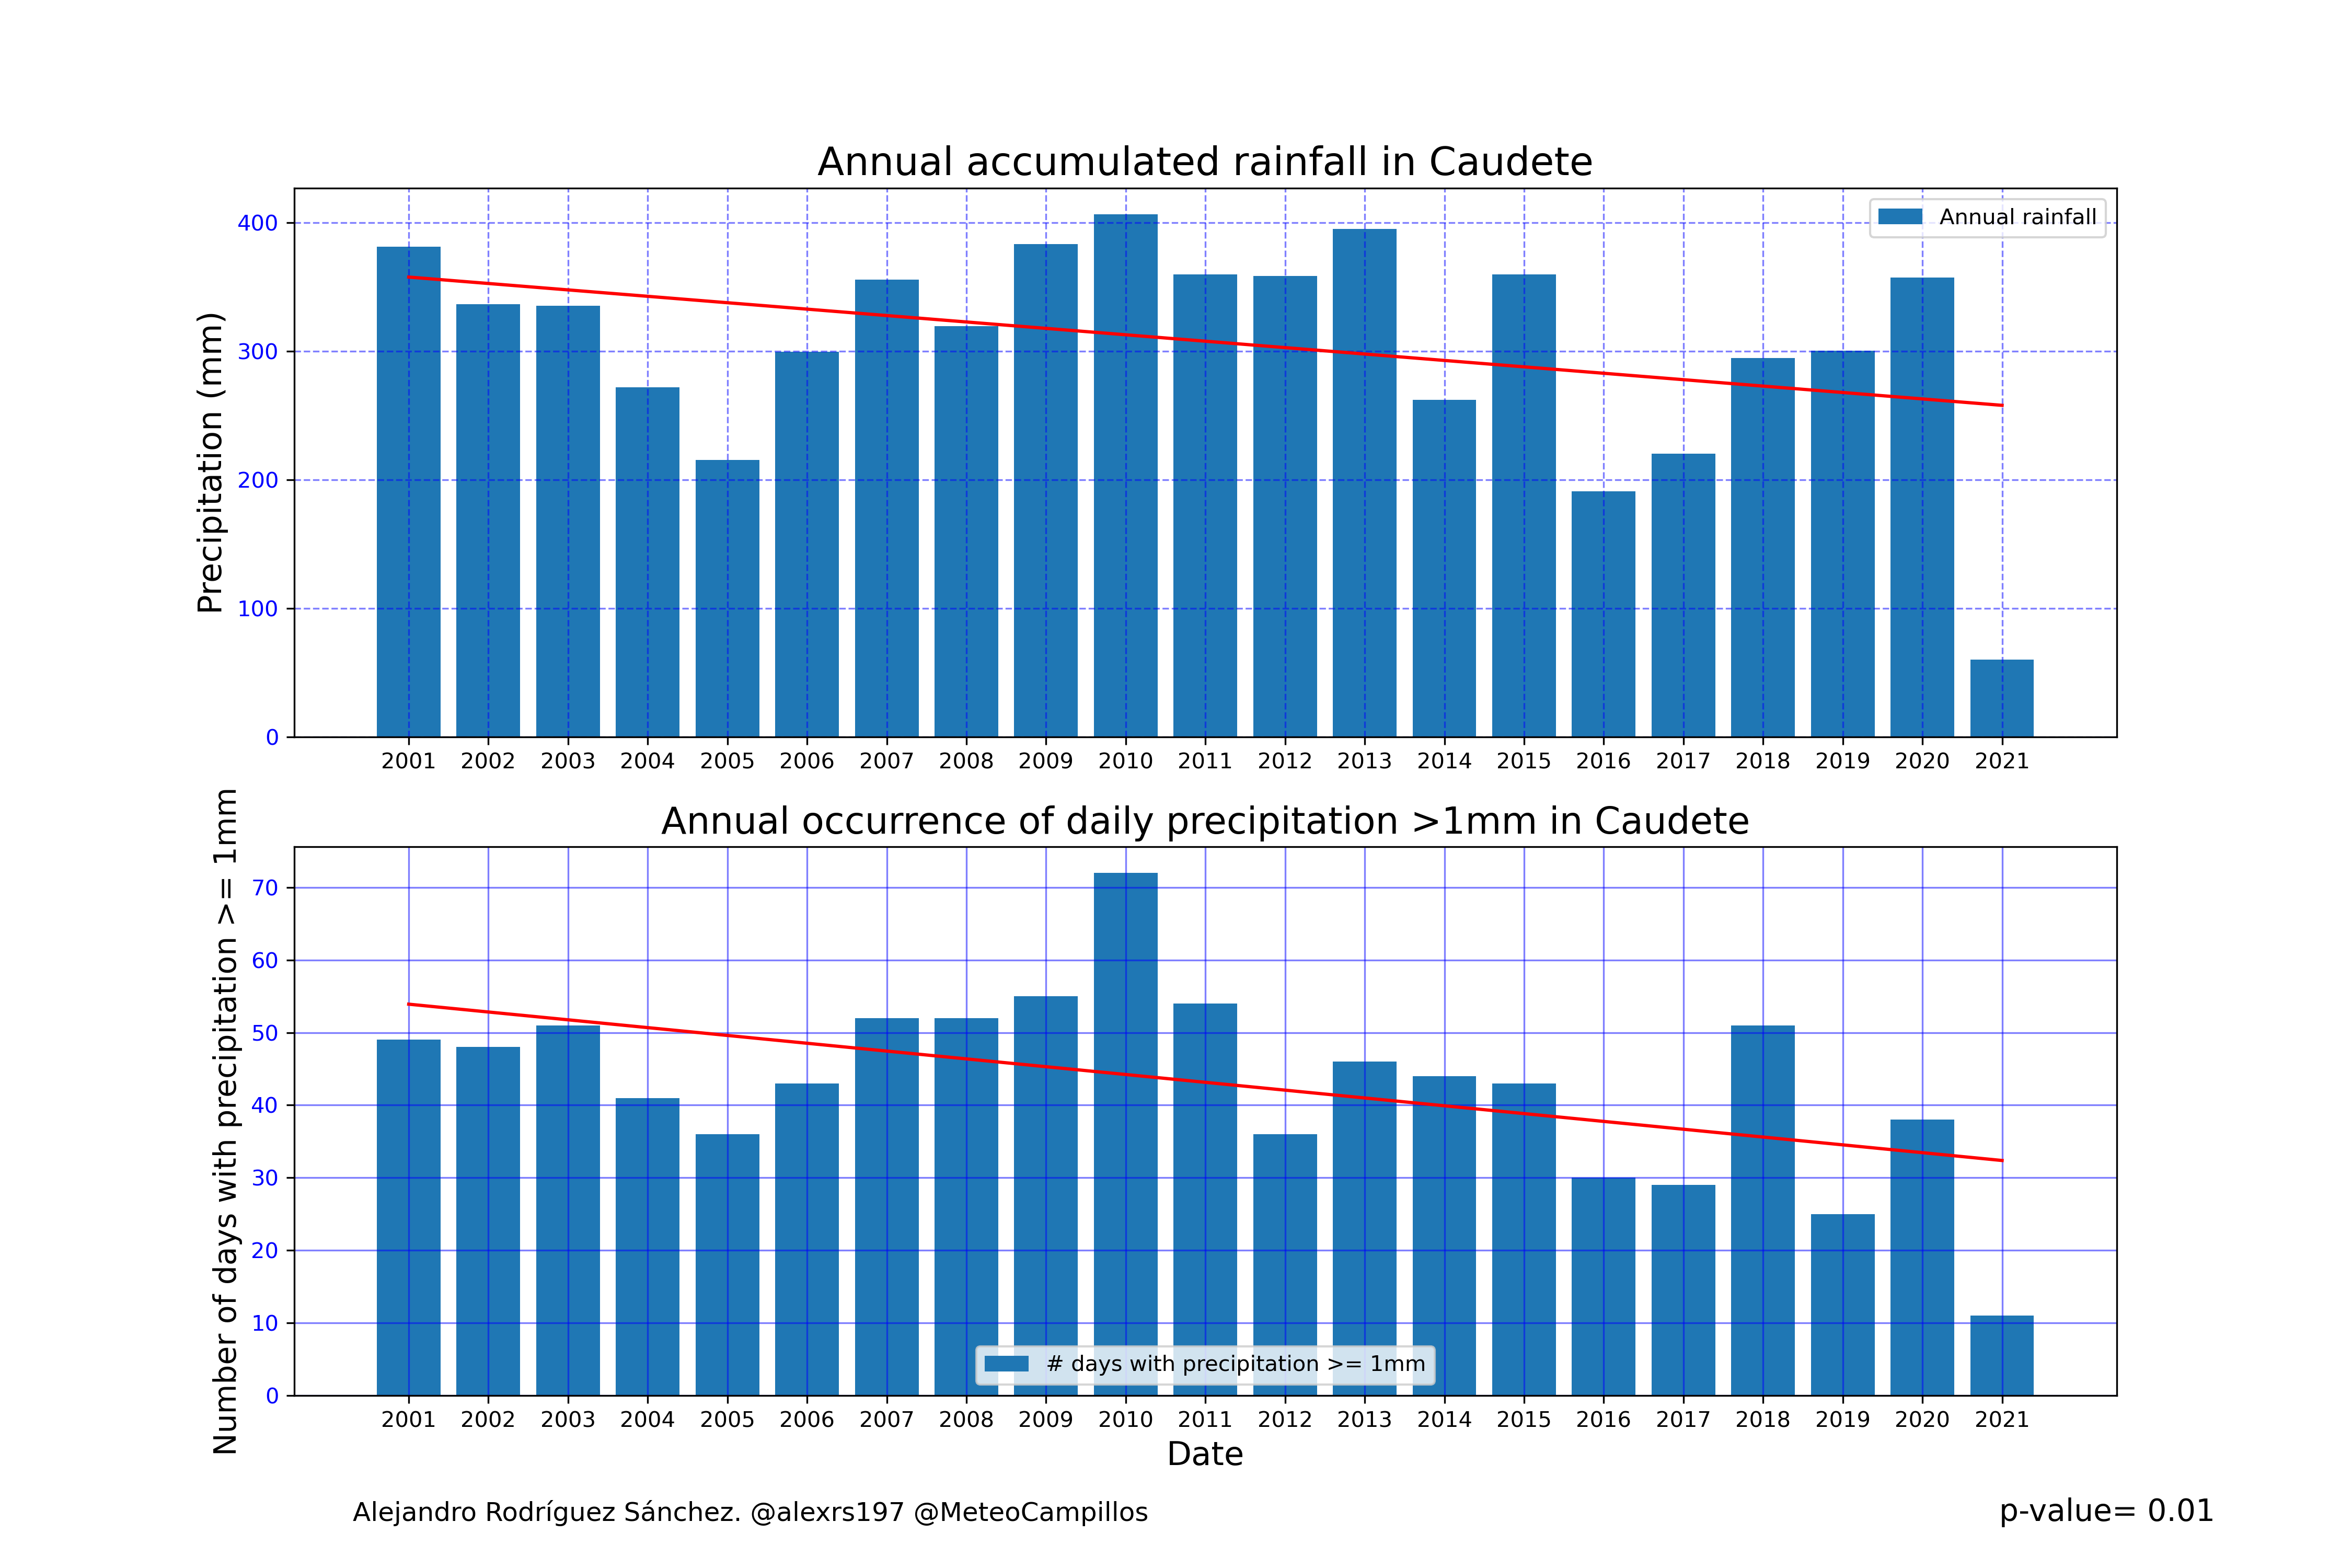 Annual accumulated rainfall in Caudete
Precipitation (mm)
400
300
200
100
0
Annual rainfall
2001 2002 2003 2004 2005 2006 2007 2008 2009 2010 2011 2012 2013 2014 2015 2016 2017 2018 2019 2020 2021
Annual occurrence of daily precipitation >1mm in Caudete
Number of days with precipitation >= 1mm
70
60
50
40
30
20
10
0
# days with precipitation >= 1mm
2001 2002 2003 2004 2005 2006 2007 2008 2009 2010 2011 2012 2013 2014 2015 2016 2017 2018 2019 2020 2021
Date
Alejandro Rodríguez Sánchez. @alexrs197 @MeteoCampillos
p-value= 0.01